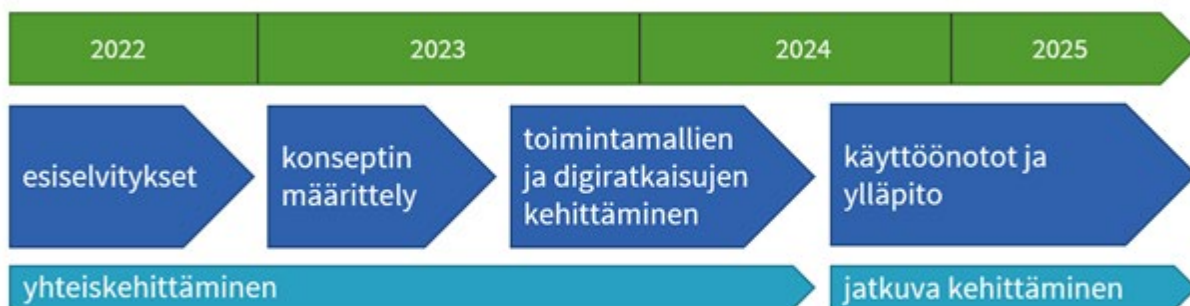 2022 2023 2024 2025
esiselvitykset
konseptin
määrittely
toimintamallien
ja digiratkaisujen
kehittäminen
käyttöönotot ja
ylläpito
yhteiskehittäminen
jatkuva kehittäminen